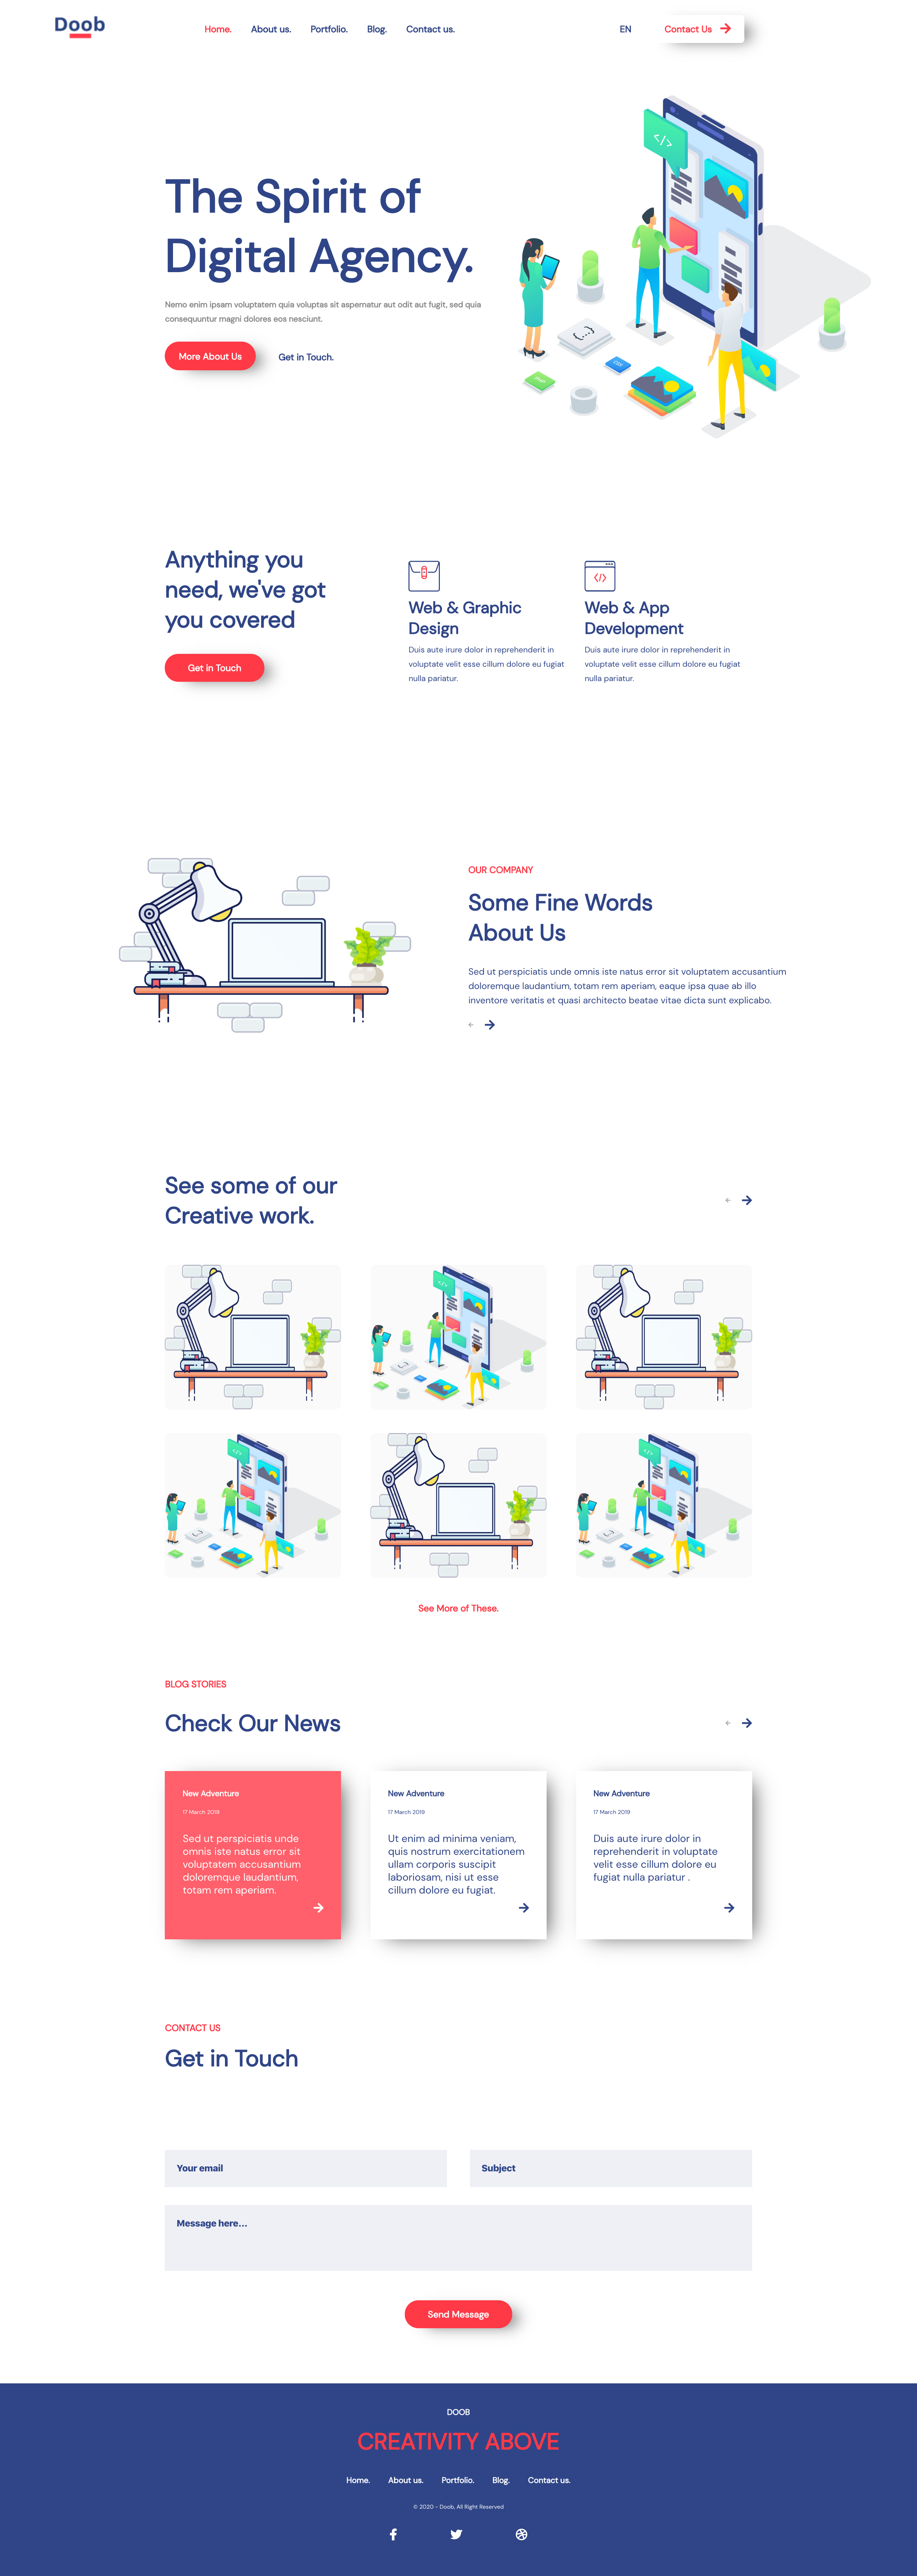 Doob
Home. About us. Portfolio. Blog. Contact us. EN Contact Us
</>
The Spirit of
Digital Agency.
Nemo enim ipsam voluptatem quia voluptas sit aspernatur aut odit aut fugit, sed quia
consequuntur magni dolores eos nesciunt.
More About Us Get in Touch.
{...}
PHP
Anything you
need, we've got
you covered
Get in Touch
Web & Graphic
Design
Duis aute irure dolor in reprehenderit in
voluptate velit esse cillum dolore eu fugiat
nulla pariatur.
Web & App
Development
Duis aute irure dolor in reprehenderit in
voluptate velit esse cillum dolore eu fugiat
nulla pariatur.
OUR COMPANY
Some Fine Words
About Us
Sed ut perspiciatis unde omnis iste natus error sit voluptatem accusantium
doloremque laudantium, totam rem aperiam, eaque ipsa quae ab illo
inventore veritatis et quasi architecto beatae vitae dicta sunt explicabo.
See some of our
Creative work.
See More of These.
BLOG STORIES
Check Our News
New Adventure
17 March 2019
Sed ut perspiciatis unde
omnis iste natus error sit
voluptatem accusantium
doloremque laudantium,
totam rem aperiam.
New Adventure
17 March 2019
Ut enim ad minima veniam,
quis nostrum exercitationem
ullam corporis suscipit
laboriosam, nisi ut esse
cillum dolore eu fugiat.
New Adventure
17 March 2019
Duis aute irure dolor in
reprehenderit in voluptate
velit esse cillum dolore eu
fugiat nulla pariatur .
CONTACT US
Get in Touch
Your email
Subject
Message here...
Send Message
DOOB
CREATIVITY ABOVE
Home. About us. Portfolio. Blog. Contact us.
© 2020 - Doob, All Right Reserved